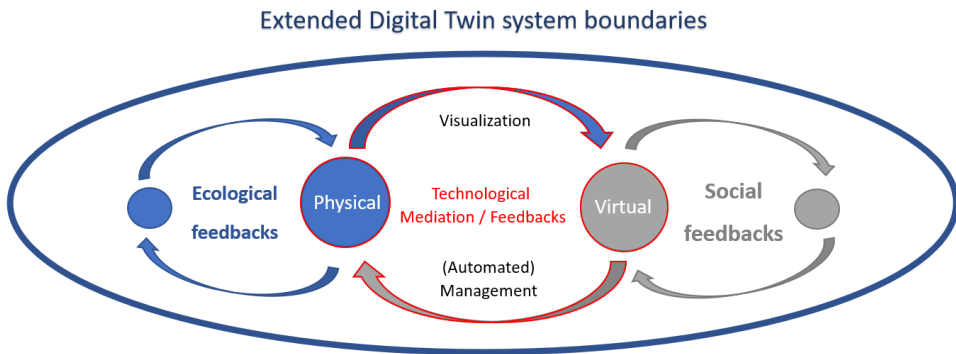 Extended Digital Twin system boundaries
Visualization
Ecological
feedbacks
Physical
Technological
Mediation / Feedbacks
Virtual
Social
feedbacks
(Automated)
Management